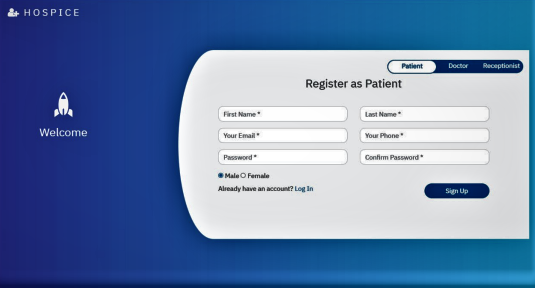 HOSPICE
Patient Doctor Receptionist
Register as Patient
Welcome
First Name * Last Name *
Your Email * Your Phone *
Password * Confirm Password *
Male Female
Already have an account? Log In
Sign Up